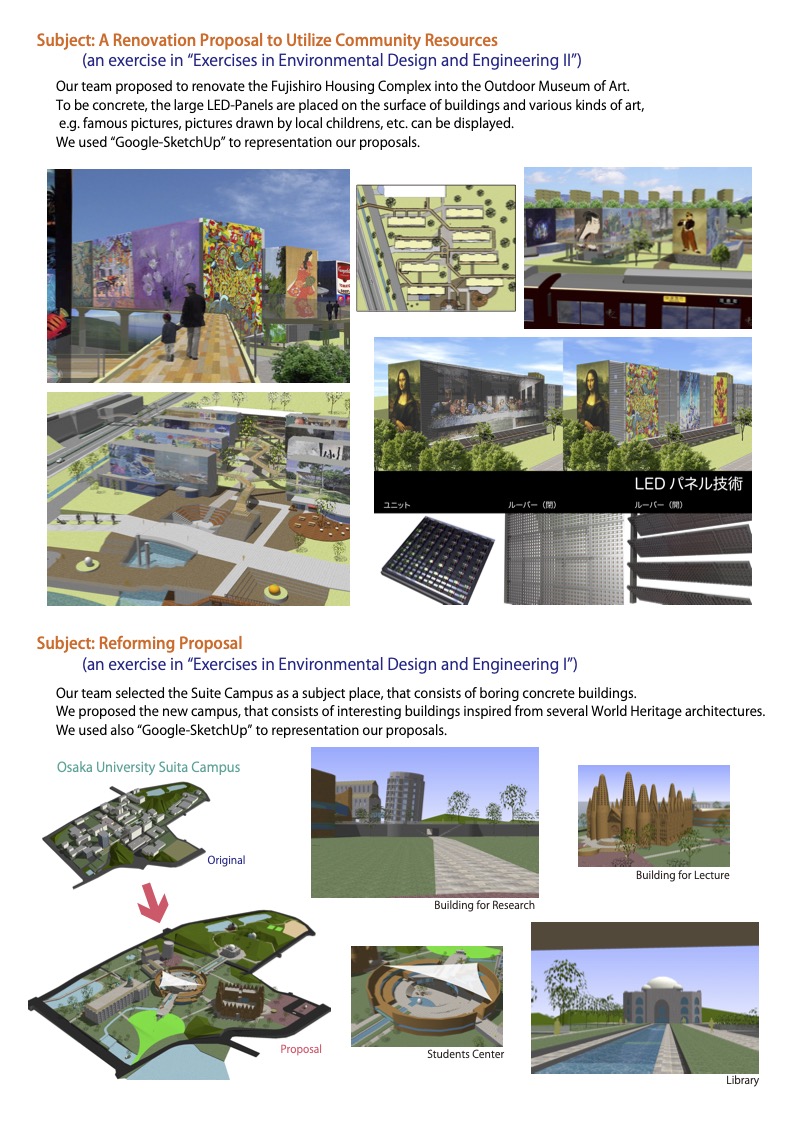 Subject: A Renovation Proposal to Utilize Community Resources
(an exercise in “Exercises in Environmental Design and Engineering II”)
Our team proposed to renovate the Fujishiro Housing Complex into the Outdoor Museum of Art.
To be concrete, the large LED-Panels are placed on the surface of buildings and various kinds of art,
e.g. famous pictures, pictures drawn by local childrens, etc. can be displayed.
We used “Google-SketchUp” to representation our proposals.
LED パネル技術
ユニット
ルーバー（閉）
ルーバー（開）
Subject: Reforming Proposal
(an exercise in “Exercises in Environmental Design and Engineering I”)
Our team selected the Suite Campus as a subject place, that consists of boring concrete buildings.
We proposed the new campus, that consists of interesting buildings inspired from several World Heritage architectures.
We used also “Google-SketchUp” to representation our proposals.
Osaka University Suita Campus
Original
Building for Research
Building for Lecture
Proposal
Students Center
Library